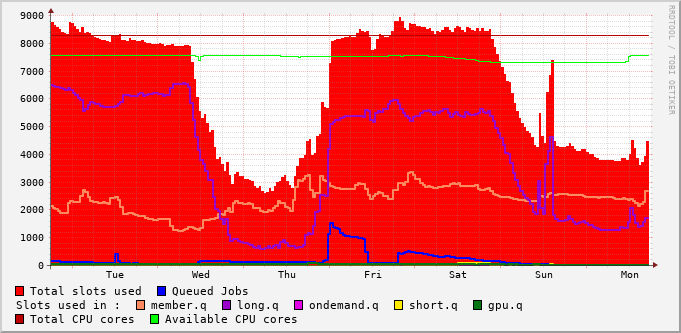 9000
8000
7000
6000
5000
4000
3000
2000
1000
0
Tue Wed Thu Fri Sat Sun Mon
RRDTOOL / TOBI OETIKER
Total slots used Queued Jobs
Slots used in : member.q long.q ondemand.q short.q gpu.q
Total CPU cores Available CPU cores